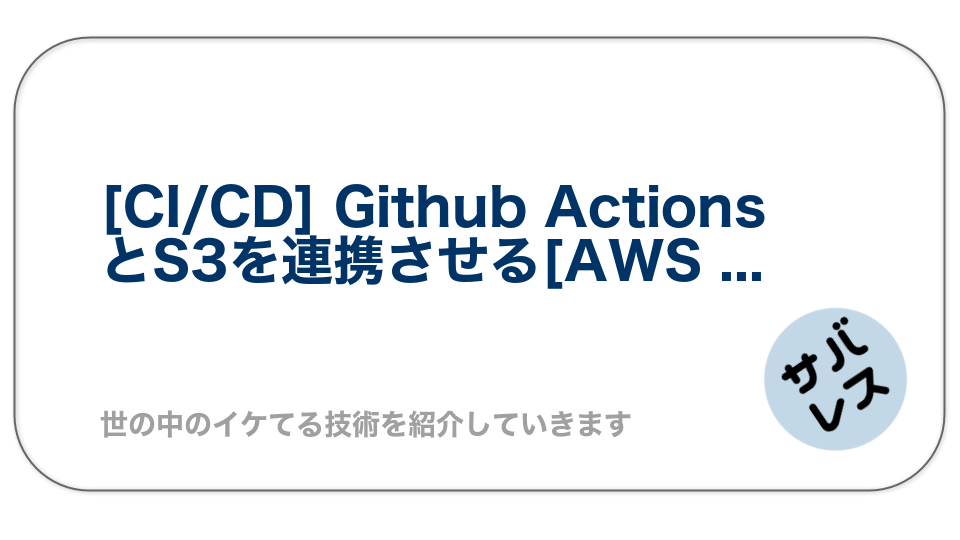 [CI/CD] Github Actions
とS3を連携させる[AWS ...
世の中のイケてる技術を紹介していきます
サバ
レス